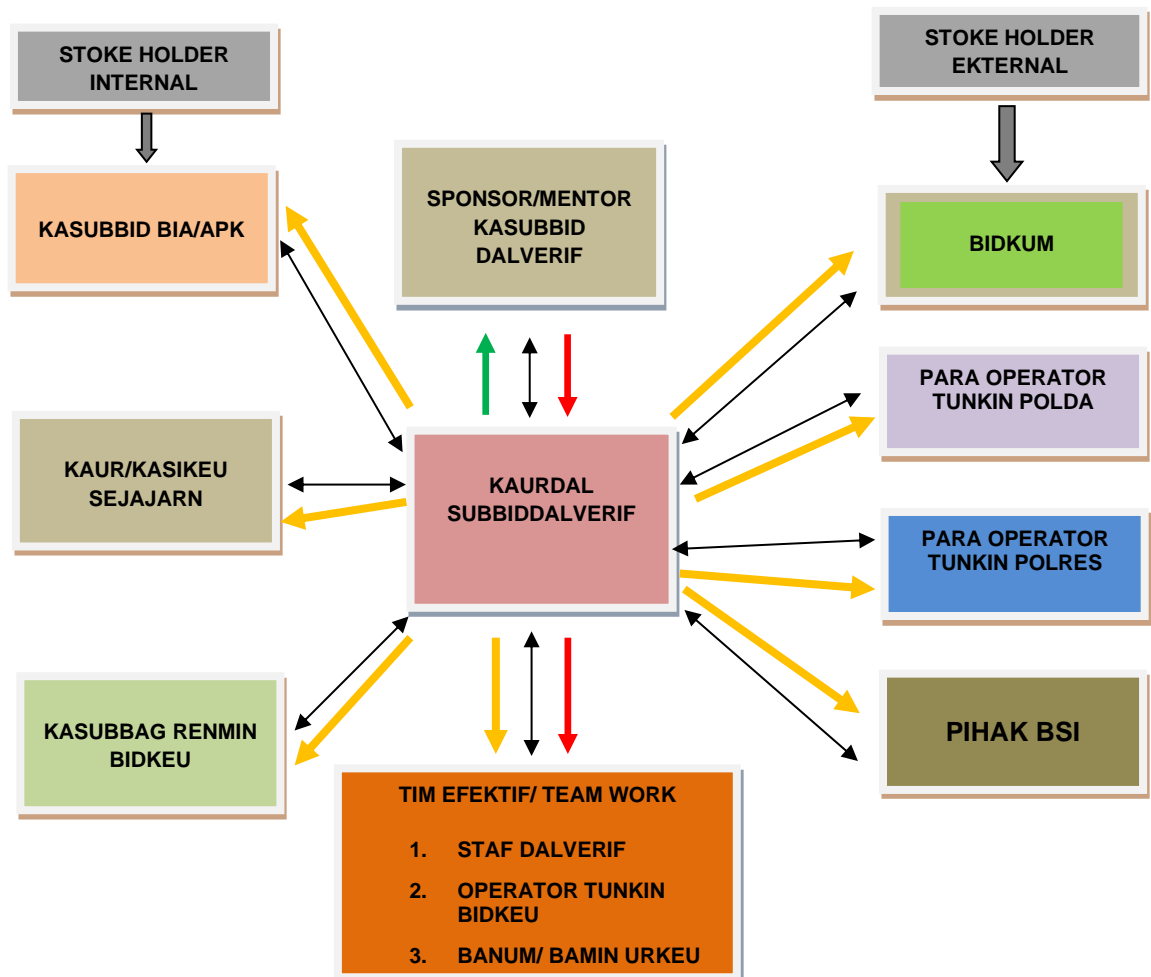 STOKE HOLDER
INTERNAL
STOKE HOLDER
EKTERNAL
KASUBBID BIA/APK
SPONSOR/MENTOR
KASUBBID
DALVERIF
BIDKUM
PARA OPERATOR
TUNKIN POLDA
KAUR/KASIKEU
SEJAJARN
KAURDAL
SUBBIDDALVERIF
PARA OPERATOR
TUNKIN POLRES
KASUBBAG RENMIN
BIDKEU
PIHAK BSI
TIM EFEKTIF/ TEAM WORK
1. STAF DALVERIF
2. OPERATOR TUNKIN
BIDKEU
3. BANUM/ BAMIN URKEU